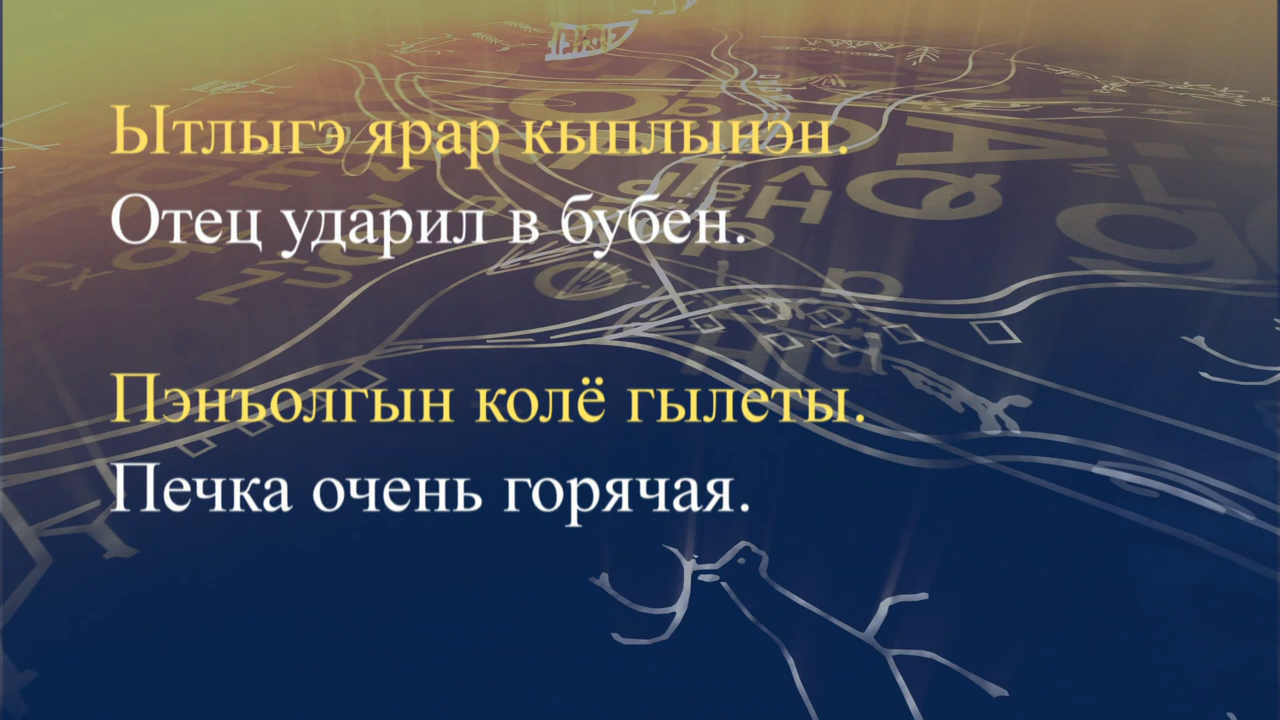 Ытлыгэ ярар кыплынэн.
Отец ударил в бубен.
Пэнъолгын колё гылеты.
Печка очень горячая.